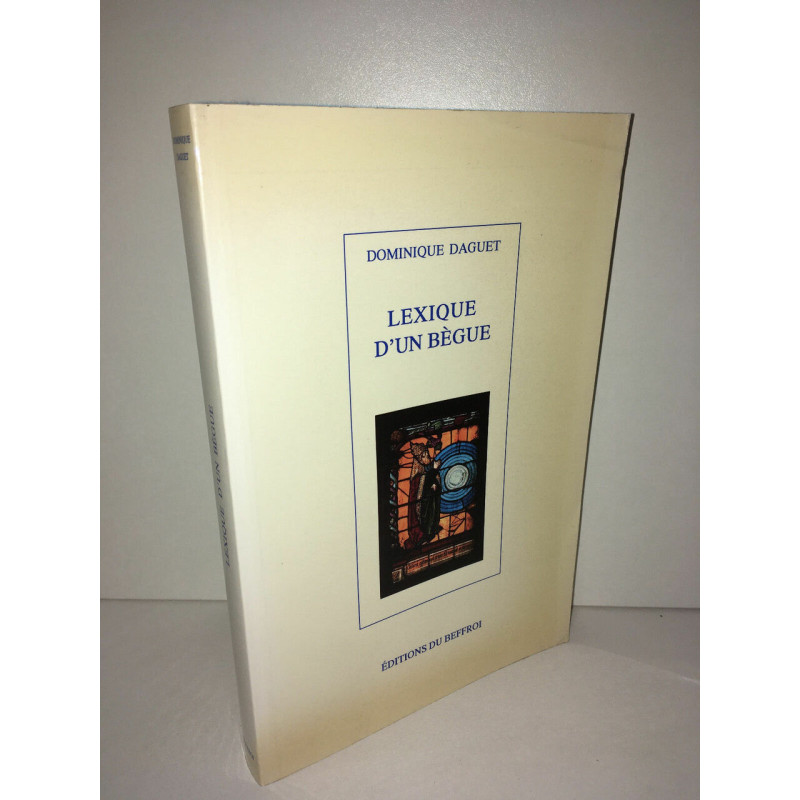 DOMINIQUE
DAGUET
LEXIQUE D'UN BÈGUE
DOMINIQUE DAGUET
LEXIQUE
D'UN BÈGUE
ÉDITIONS DU BEFFROI